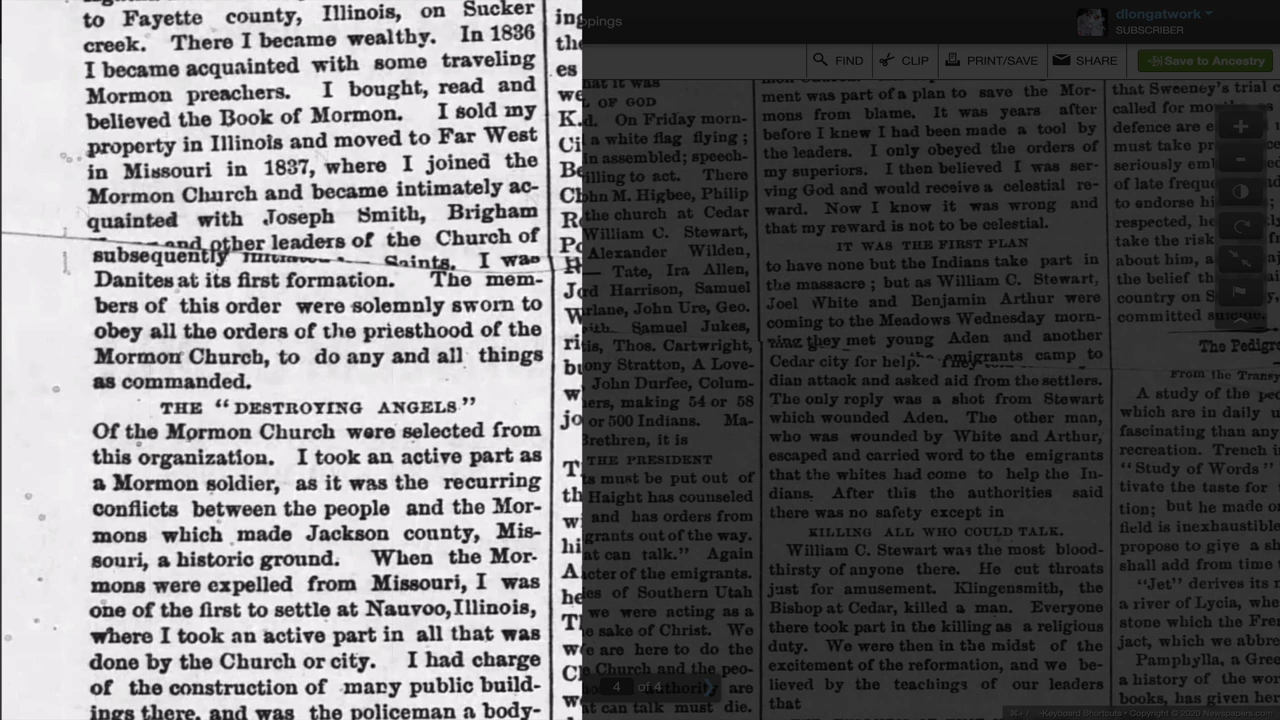 to Fayette county, Illinois, on Sucker
creek. There I became wealthy. In 1836
I became acquainted with some traveling
Mormon preachers. I bought, read and
believed the Book of Mormon. I sold my
property in Illinois and moved to Far West
in Missouri in 1837, where I joined the
Mormon Church and became intimately ac-
quainted with Joseph Smith, Brigham
and other leaders of the Church of
subsequently Saints. I was
Danites at its first formation. The mem-
bers of this order were solemnly sworn to
obey all the orders of the priesthood of the
Mormon Church, to do any and all things
as commanded.
THE "DESTROYING ANGELS"
Of the Mormon Church were selected from
this organization. I took an active part as
a Mormon soldier, as it was the recurring
conflicts between the people and the Mor-
mons which made Jackson county, Mis-
souri, a historic ground. When the Mor-
mons were expelled from Missouri, I was
one of the first to settle at Nauvoo, Illinois,
where I took an active part in all that was
done by the Church or city. I had charge
of the construction of mary public build-
ings there, and was the policeman a body-
ppings
dlongatwork
SUBSCRIBER
FIND
CLIP
PRINT/SAVE
SHARE
Save to Ancestry
hat it was
OF GOD
d. On Friday morn-
a white flag flying;
in assembled; speech-
illing to act. There
hn M. Higbee, Philip
the church at Cedar
William C. Stewart,
Alexander Wilden,
Tate, Ira Allen,
d Harrison, Samuel
rlane, John Ure, Geo.
Samuel Jukes,
is, Thos. Cartwright,
ony Stratton, A Love-
John Durfee, Colum-
ers, making 54 or 58
or 500 Indians. Ma-
Brethren, it is
THE PRESIDENT
s must be put out of
Haight has counseled
and has orders from
grants out of the way.
at can talk." Again
acter of the emigrants.
es of Southern Utah
we were acting as a
e sake of Christ. We
e are here to do the
Church and the peo-
authority are
at can talk must die.
4 of 4
ment was part of a plan to save the Mor-
mons from blame. It was years after
before I knew I had been made a tool by
the leaders. I only obeyed the orders of
my superiors. I then believed I was ser-
ving God and would receive a celestial re-
ward. Now I know it was wrong and
that my reward is not to be celestial.
IT WAS THE FIRST PLAN
to have none but the Indians take part in
the massacre; but as William C. Stewart,
Joel White and Benjamin Arthur were
coming to the Meadows Wednesday morn-
ning they met young Aden and another
Cedar city for help. They emigrants camp to
dian attack and asked aid from the settlers.
The only reply was a shot from Stewart
which wounded Aden. The other man,
who was wounded by White and Arthur,
escaped and carried word to the emigrants
that the whites had come to help the In-
dians. After this the authorities said
there was no safety except in
KILLING ALL WHO COULD TALK.
William C. Stewart was the most blood-
thirsty of anyone there. He cut throats
just for amusement. Klingensmith, the
Bishop at Cedar, killed a man. Everyone
there took part in the killing as a religious
duty. We were then in the midst of the
excitement of the reformation, and we be-
lieved by the teachings of our leaders
that
that Sweeney's trial c
called for mo
defence are e
must take pr
seriously em
of late freque
to endorse hi
respected, he
take the risk
about him, a
the belief th
country on S
committed suicide.
The Pedigr
From the Transy
A study of the pec
which are in daily u
fascinating than any
recreation. Trench i
"Study of Words"
tivate the taste for
tion; but he made o
field is inexhaustible
propose to give a sh
shall add from time
"Jet" derives its n
a river of Lycia, whe
stone which the Fren
jact, which we abbre
Pamphylla, a Gree
a history of the wor
books, has given her
Keyboard Shortcuts - Copyright © 2020 Newspapers.com